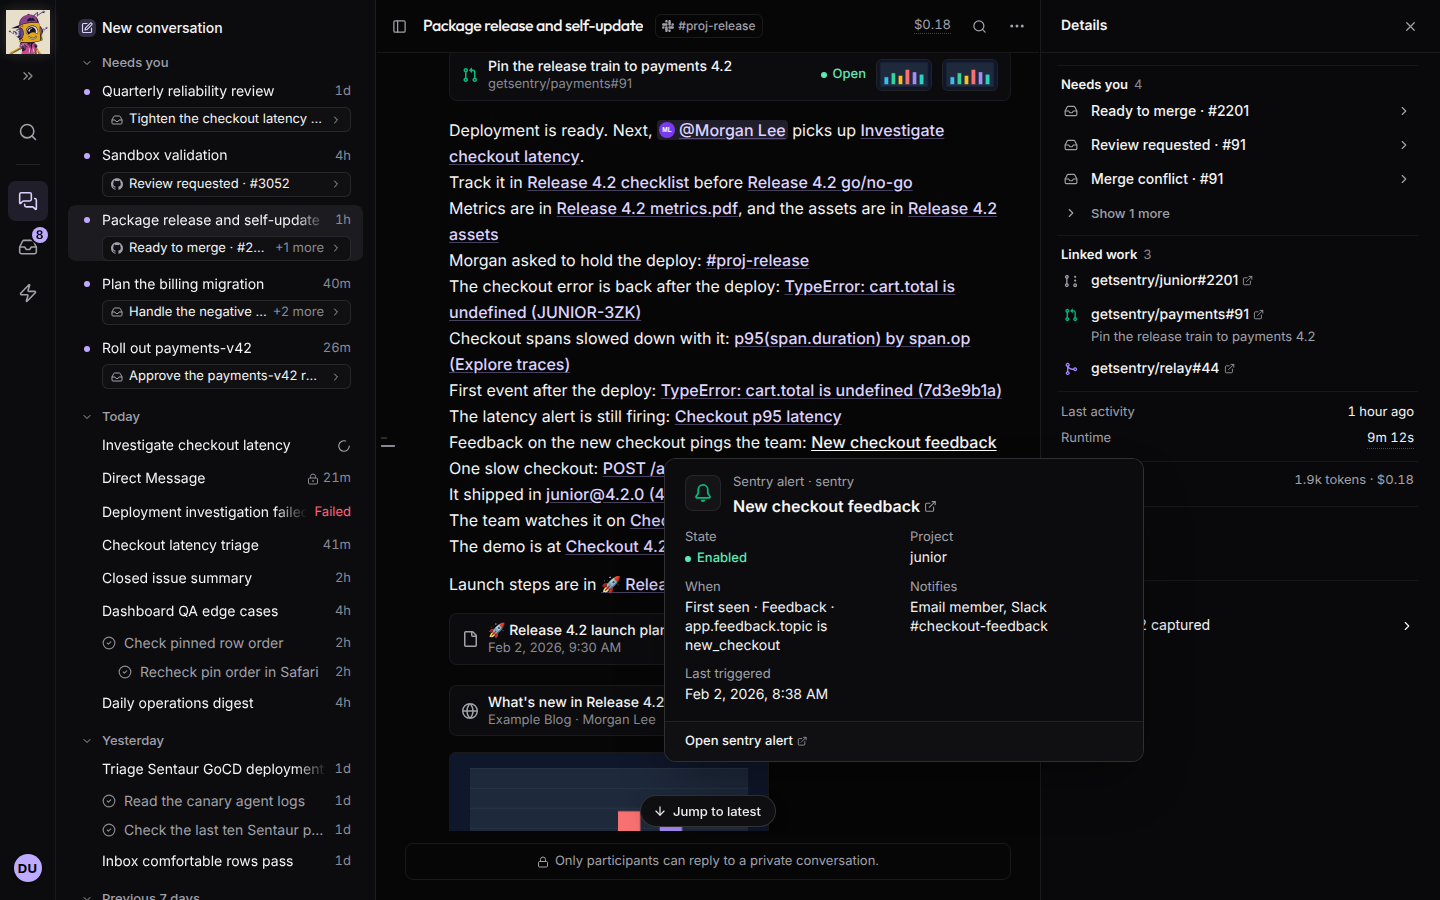 New conversation
Needs you
Quarterly reliability review 1d
Tighten the checkout latency ...
Sandbox validation 4h
Review requested · #3052
Package release and self-update 1h
Ready to merge · #2... +1 more
8
Plan the billing migration 40m
Handle the negative ... +2 more
Roll out payments-v42 26m
Approve the payments-v42 r...
Today
Investigate checkout latency
Direct Message 21m
Deployment investigation failed Failed
Checkout latency triage 41m
Closed issue summary 2h
Dashboard QA edge cases 4h
Check pinned row order 2h
Recheck pin order in Safari 2h
Daily operations digest 4h
Yesterday
Triage Sentaur GoCD deployment 1d
Read the canary agent logs 1d
Check the last ten Sentaur p... 1d
Inbox comfortable rows pass 1d
Previous 7 days
DU
Package release and self-update #proj-release $0.18
Pin the release train to payments 4.2
getsentry/payments#91
Open
Deployment is ready. Next, ML @Morgan Lee picks up Investigate
checkout latency.
Track it in Release 4.2 checklist before Release 4.2 go/no-go
Metrics are in Release 4.2 metrics.pdf, and the assets are in Release 4.2
assets
Morgan asked to hold the deploy: #proj-release
The checkout error is back after the deploy: TypeError: cart.total is
undefined (JUNIOR-3ZK)
Checkout spans slowed down with it: p95(span.duration) by span.op
(Explore traces)
First event after the deploy: TypeError: cart.total is undefined (7d3e9b1a)
The latency alert is still firing: Checkout p95 latency
Feedback on the new checkout pings the team: New checkout feedback
One slow checkout: POST /a
It shipped in junior@4.2.0 (4
The team watches it on Chec
The demo is at Checkout 4.2
Launch steps are in 🚀 Relea
🚀 Release 4.2 launch plan
Feb 2, 2026, 9:30 AM
What's new in Release 4.2
Example Blog · Morgan Lee
Jump to latest
Only participants can reply to a private conversation.
Sentry alert · sentry
New checkout feedback
State
Enabled
Project
junior
When
First seen · Feedback ·
app.feedback.topic is
new_checkout
Notifies
Email member, Slack
#checkout-feedback
Last triggered
Feb 2, 2026, 8:38 AM
Open sentry alert
Details
Needs you 4
Ready to merge · #2201
Review requested · #91
Merge conflict · #91
Show 1 more
Linked work 3
getsentry/junior#2201
getsentry/payments#91
Pin the release train to payments 4.2
getsentry/relay#44
Last activity 1 hour ago
Runtime 9m 12s
1.9k tokens · $0.18
2 captured